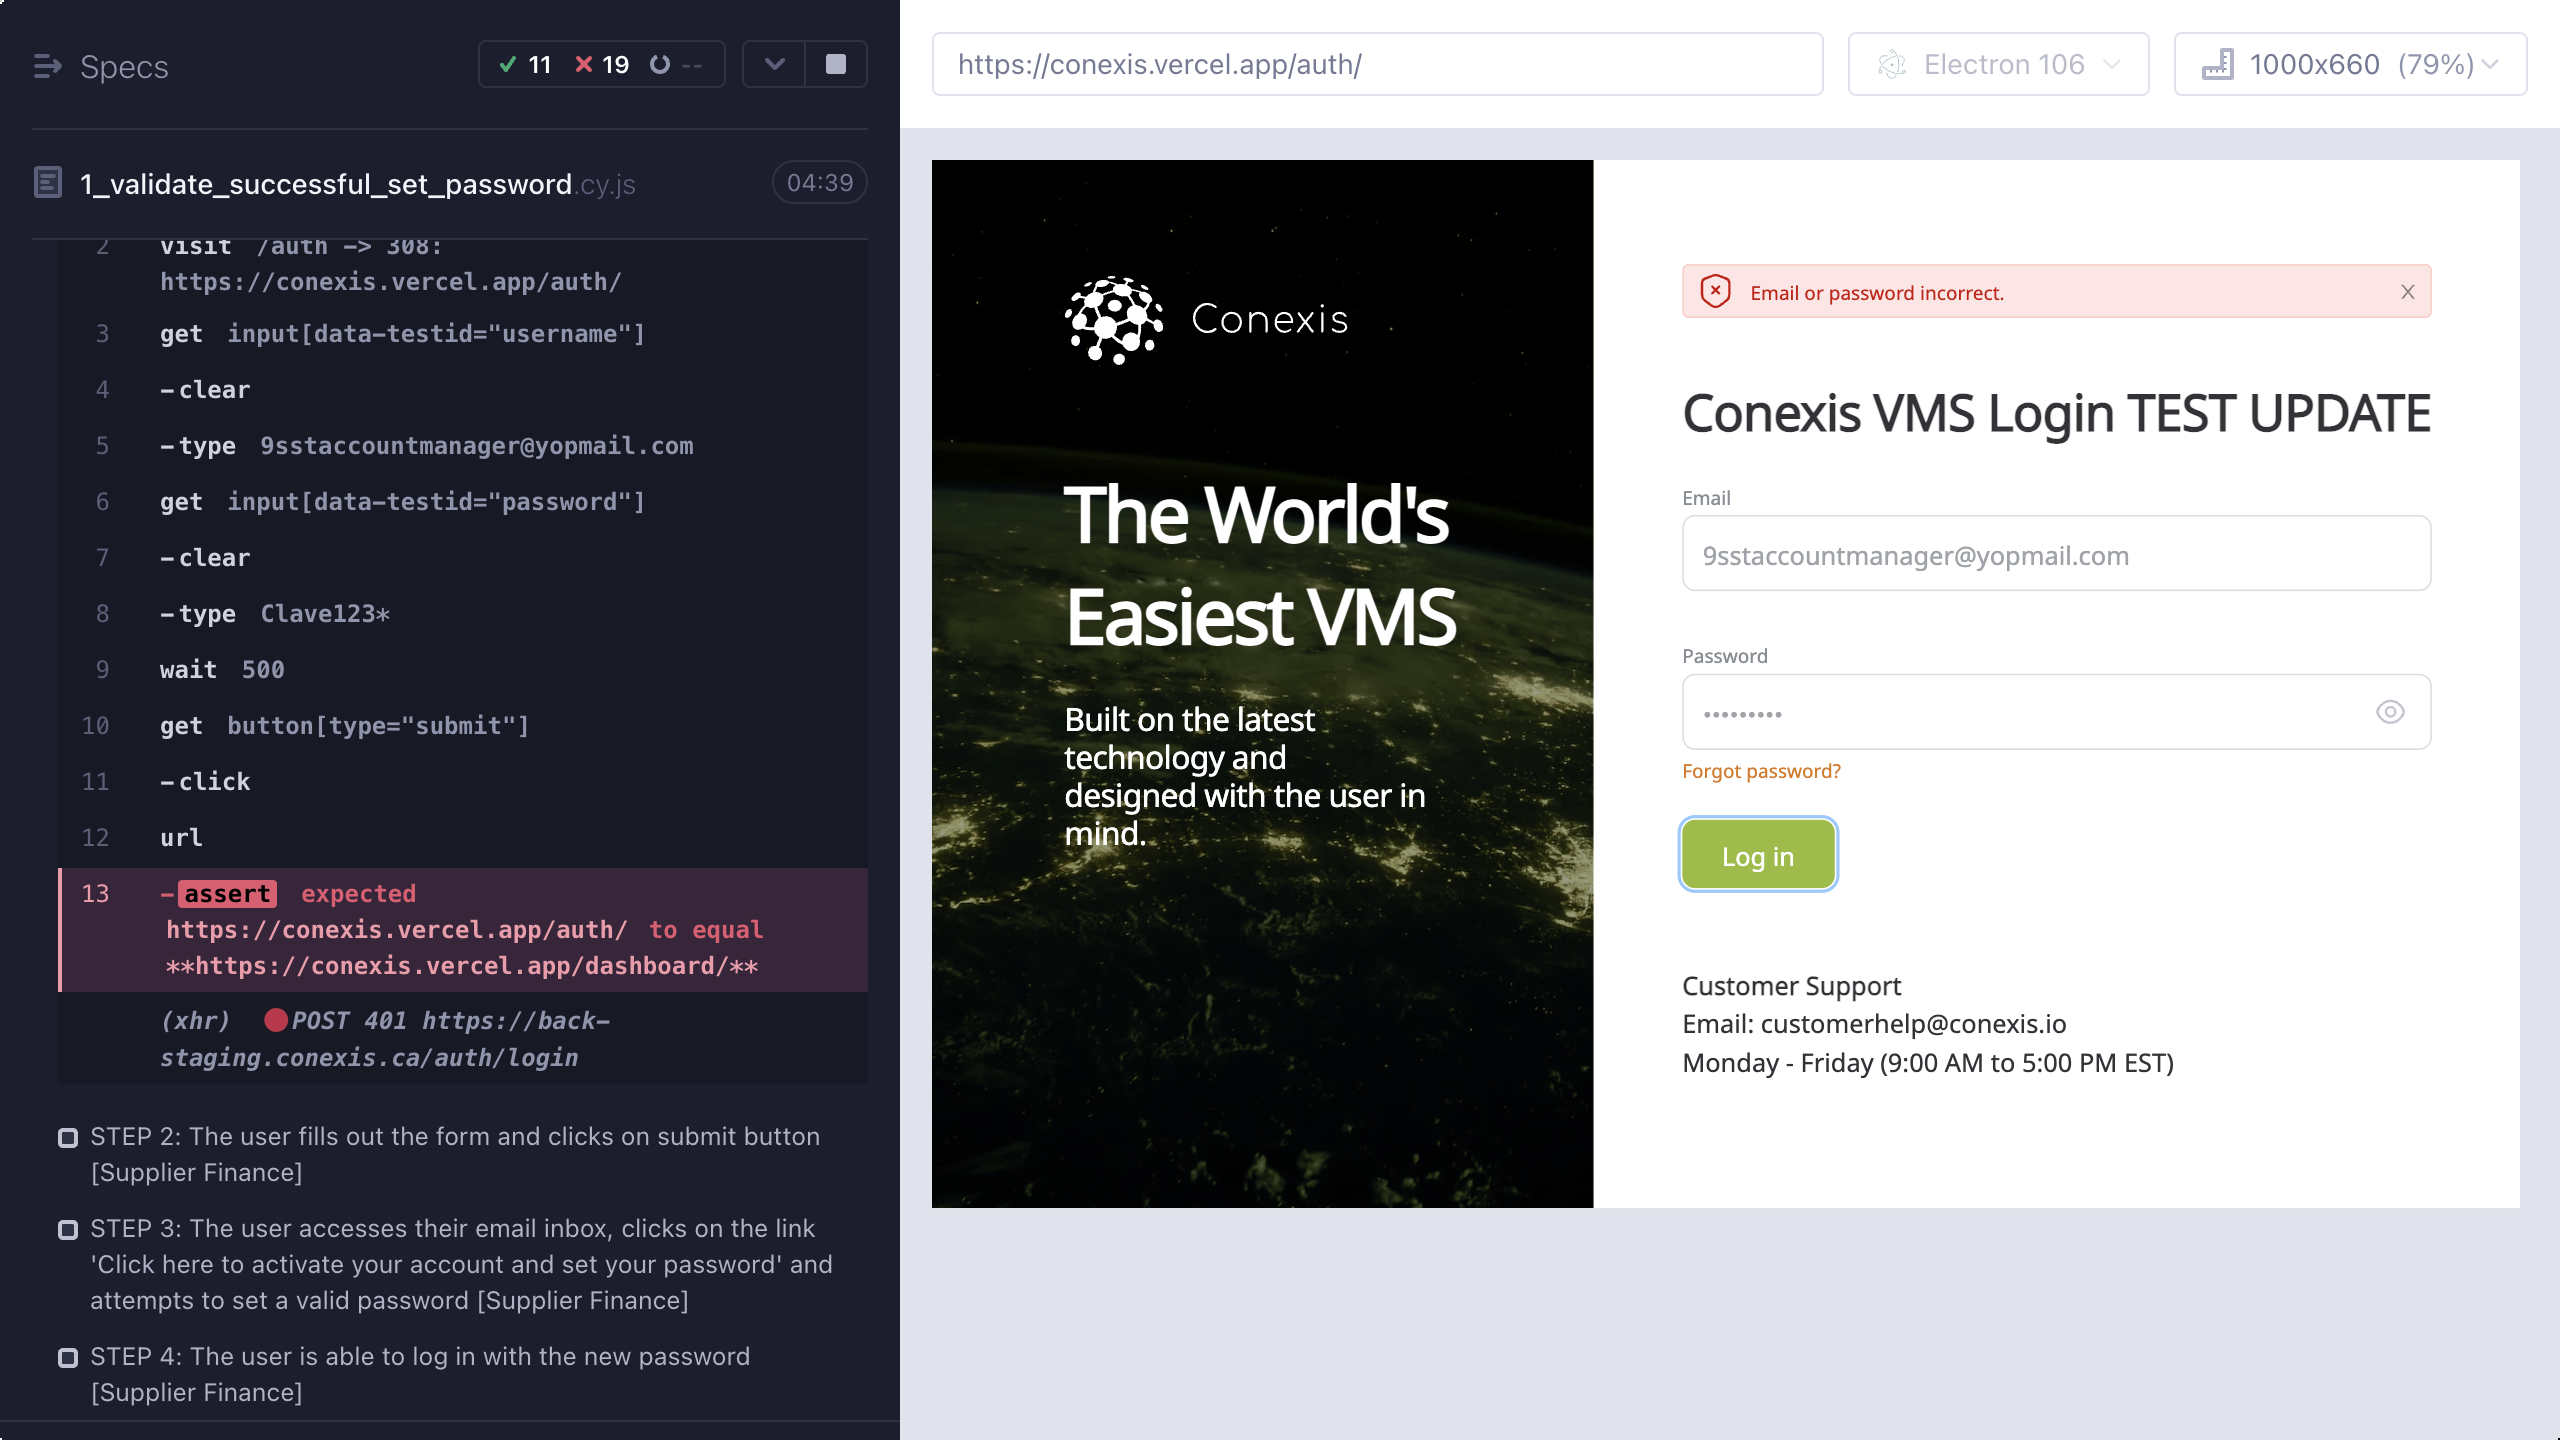 Specs
11 19 --
1_validate_successful_set_password.cy.js 04:39
2 visit /auth -> 308:
https://conexis.vercel.app/auth/
3 get input[data-testid="username"]
4 -clear
5 -type 9sstaccountmanager@yopmail.com
6 get input[data-testid="password"]
7 -clear
8 -type Clave123*
9 wait 500
10 get button[type="submit"]
11 -click
12 url
13 -assert expected
https://conexis.vercel.app/auth/ to equal
**https://conexis.vercel.app/dashboard/**
(xhr) POST 401 https://back-
staging.conexis.ca/auth/login
STEP 2: The user fills out the form and clicks on submit button
[Supplier Finance]
STEP 3: The user accesses their email inbox, clicks on the link
'Click here to activate your account and set your password' and
attempts to set a valid password [Supplier Finance]
STEP 4: The user is able to log in with the new password
[Supplier Finance]
https://conexis.vercel.app/auth/
Electron 106
1000x660 (79%)
Conexis
The World's
Easiest VMS
Built on the latest
technology and
designed with the user in
mind.
Email or password incorrect.
Conexis VMS Login TEST UPDATE
Email
9sstaccountmanager@yopmail.com
Password
•••••••••
Forgot password?
Log in
Customer Support
Email: customerhelp@conexis.io
Monday - Friday (9:00 AM to 5:00 PM EST)